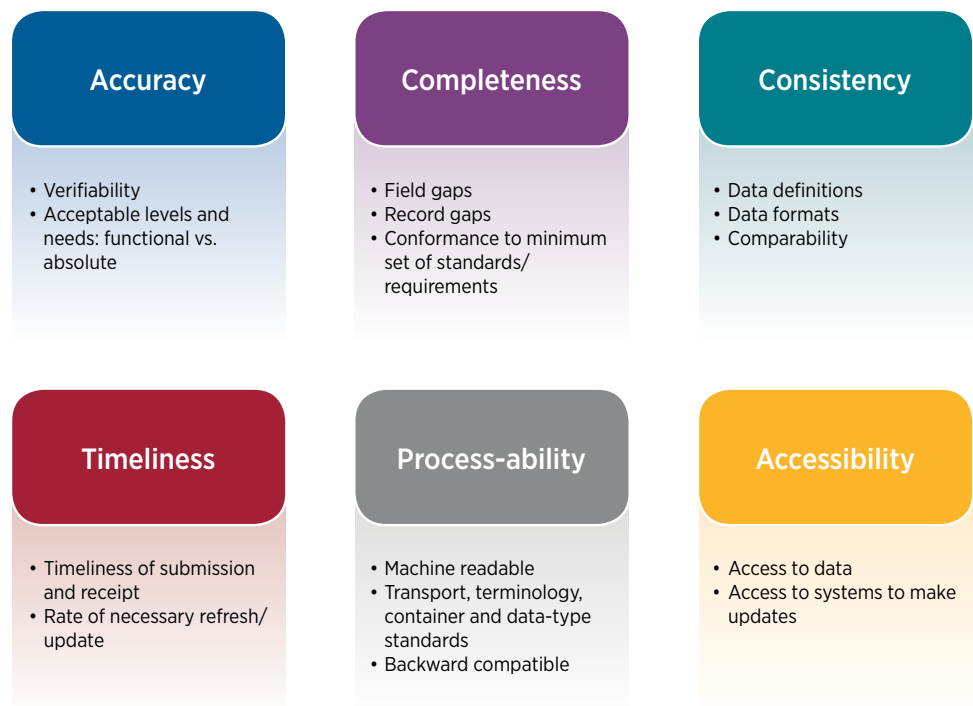 Accuracy
• Verifiability
• Acceptable levels and
needs: functional vs.
absolute
Completeness
• Field gaps
• Record gaps
• Conformance to minimum
set of standards/
requirements
Consistency
• Data definitions
• Data formats
• Comparability
Timeliness
• Timeliness of submission
and receipt
• Rate of necessary refresh/
update
Process-ability
• Machine readable
• Transport, terminology,
container and data-type
standards
• Backward compatible
Accessibility
• Access to data
• Access to systems to make
updates